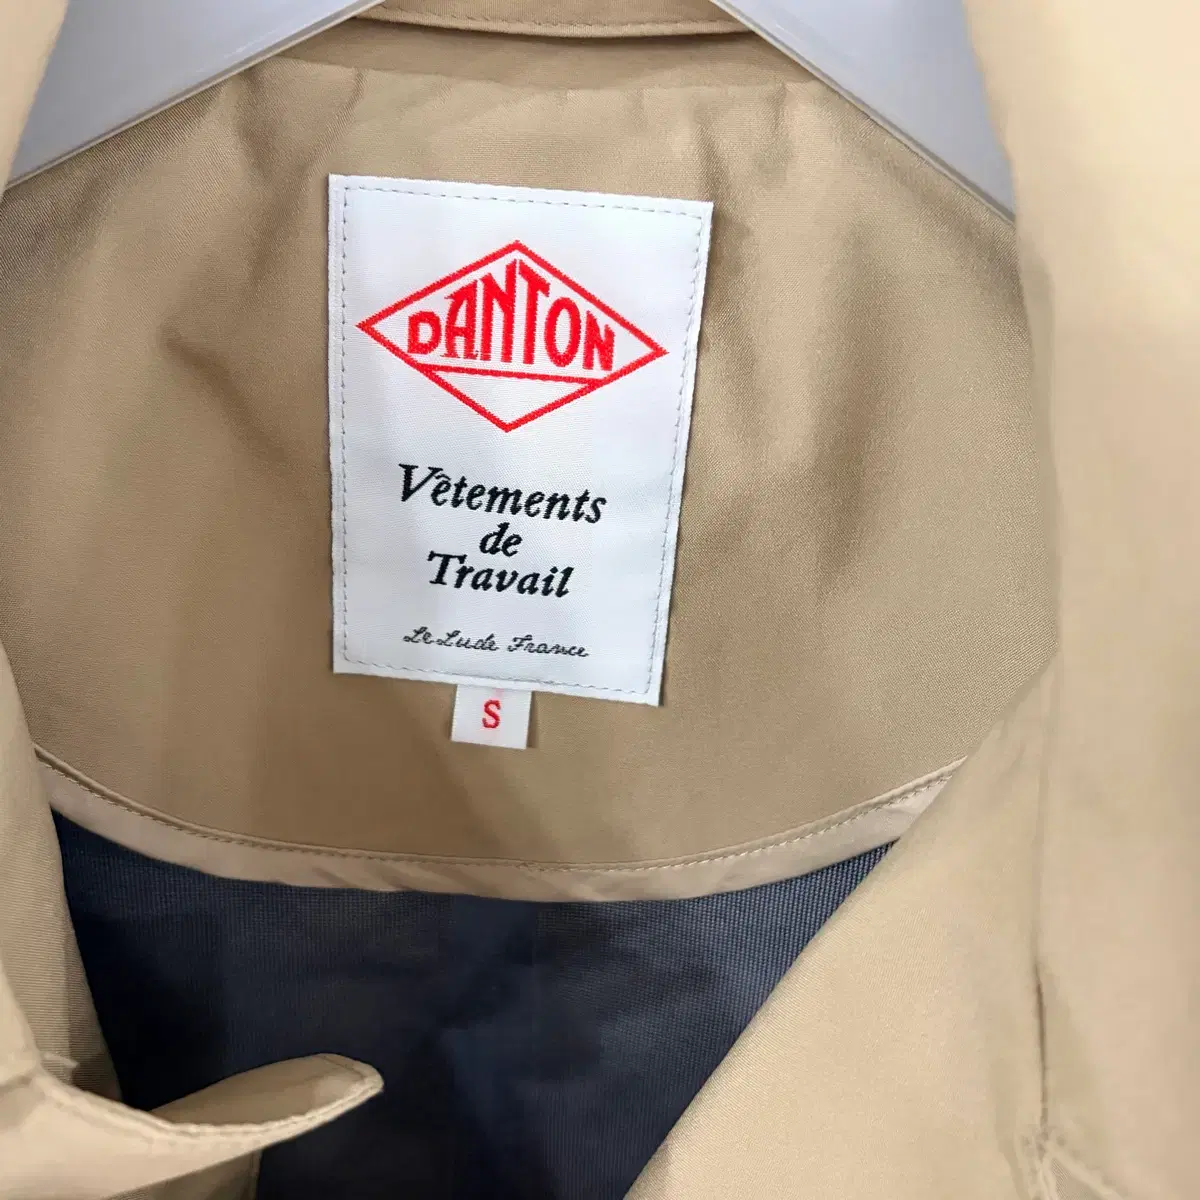 DANTON
Vêtements
de
Travail
Le Lude France
S